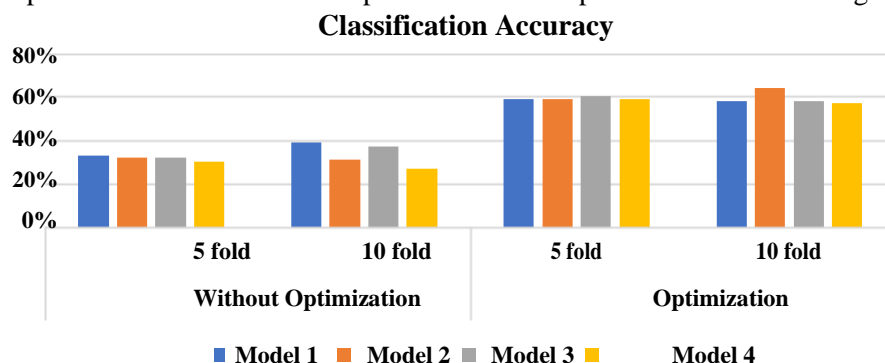 Classification Accuracy
80%
60%
40%
20%
0%
5 fold 10 fold 5 fold 10 fold
Without Optimization Optimization
Model 1 Model 2 Model 3 Model 4